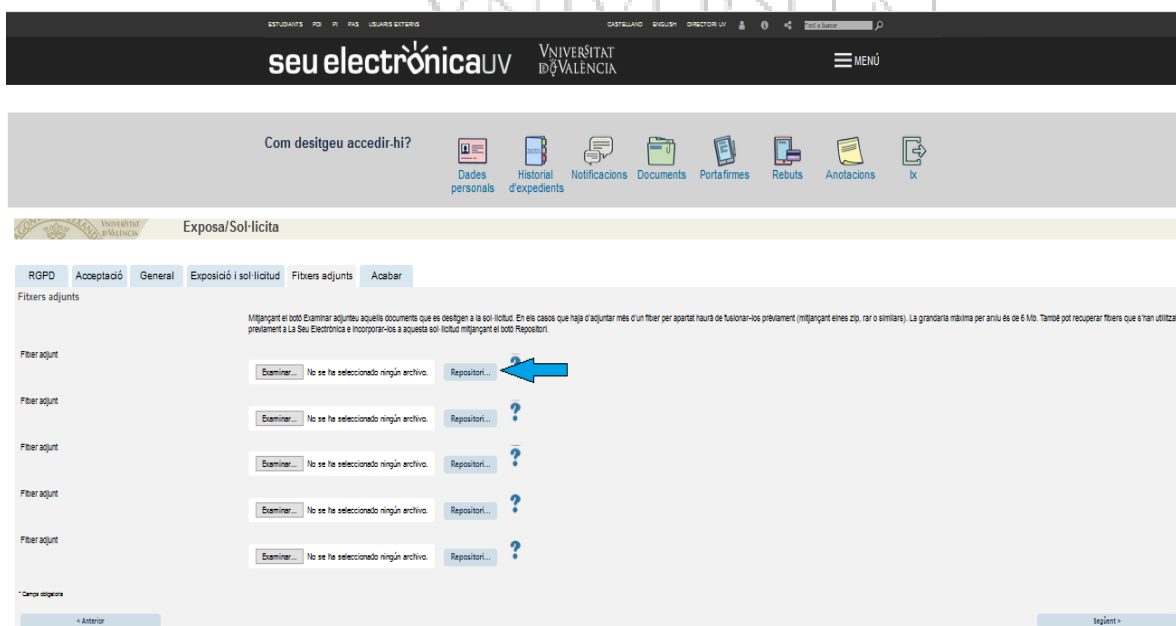 ESTUDIANTS PDI PI PAS USUARIS EXTERNS CASTELLANO ENGLISH DIRECTORI UV
seu electrònicauv VNIVERSITAT D VALÈNCIA MENÚ
Com desitgeu accedir-hi?
Dades personals
Historial d'expedients
Notificacions
Documents
Portafirmes
Rebuts
Anotacions
Ix
VNIVERSITAT D VALÈNCIA
Exposa/Sol·licita
RGPD Acceptació General Exposició i sol·licitud Fitxers adjunts Acabar
Fitxers adjunts
Mitjançant el botó Examinar adjunteu aquells documents que es desitgen a la sol·licitud. En els casos que haja d'adjuntar més d'un fitxer per apartat haurà de fusionar-los prèviament (mitjançant eines zip, rar o similars). La grandaria màxima per arxiu és de 6 Mb. També pot recuperar fitxers que s'han utilitzat
prèviament a La Seu Electrònica e incorporar-los a aquesta sol·licitud mitjançant el botó Repositori.
Fitxer adjunt
Examinar... No se ha seleccionado ningún archivo. Repositori... ?
Fitxer adjunt
Examinar... No se ha seleccionado ningún archivo. Repositori... ?
Fitxer adjunt
Examinar... No se ha seleccionado ningún archivo. Repositori... ?
Fitxer adjunt
Examinar... No se ha seleccionado ningún archivo. Repositori... ?
Fitxer adjunt
Examinar... No se ha seleccionado ningún archivo. Repositori... ?
* Camps obligatoris
< Anterior Següent >